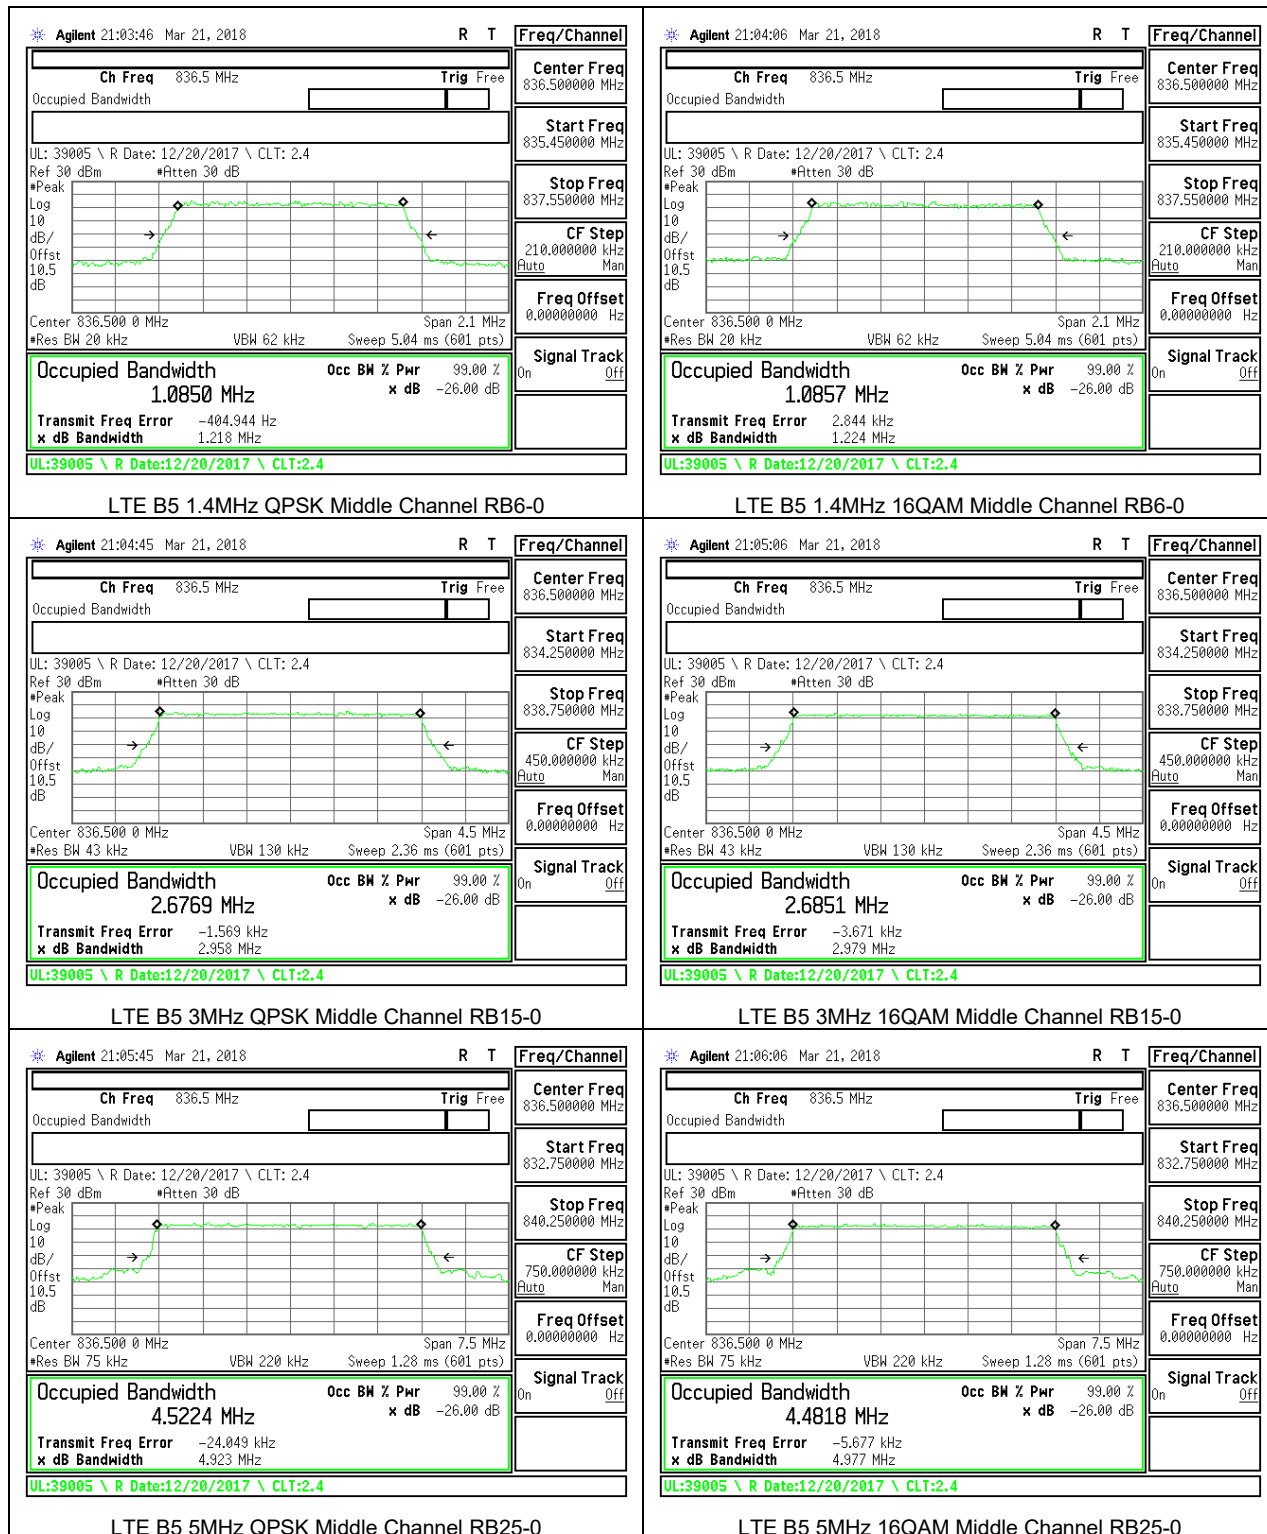 Agilent 21:03:46 Mar 21, 2018 R T Freq/Channel
Ch Freq 836.5 MHz Trig Free
Occupied Bandwidth
Center Freq
836.500000 MHz
Start Freq
835.450000 MHz
UL: 39005 \ R Date: 12/20/2017 \ CLT: 2.4
Ref 30 dBm #Atten 30 dB
#Peak
Log
10
dB/
Offst
10.5
dB
Stop Freq
837.550000 MHz
CF Step
210.000000 kHz
Auto Man
Freq Offset
0.00000000 Hz
Center 836.500 0 MHz Span 2.1 MHz
#Res BW 20 kHz VBW 62 kHz Sweep 5.04 ms (601 pts)
Signal Track
On Off
Occupied Bandwidth Occ BW % Pwr 99.00 %
1.0850 MHz x dB -26.00 dB
Transmit Freq Error -404.944 Hz
x dB Bandwidth 1.218 MHz
UL:39005 \ R Date:12/20/2017 \ CLT:2.4
LTE B5 1.4MHz QPSK Middle Channel RB6-0
Agilent 21:04:06 Mar 21, 2018 R T Freq/Channel
Ch Freq 836.5 MHz Trig Free
Occupied Bandwidth
Center Freq
836.500000 MHz
Start Freq
835.450000 MHz
UL: 39005 \ R Date: 12/20/2017 \ CLT: 2.4
Ref 30 dBm #Atten 30 dB
#Peak
Log
10
dB/
Offst
10.5
dB
Stop Freq
837.550000 MHz
CF Step
210.000000 kHz
Auto Man
Freq Offset
0.00000000 Hz
Center 836.500 0 MHz Span 2.1 MHz
#Res BW 20 kHz VBW 62 kHz Sweep 5.04 ms (601 pts)
Signal Track
On Off
Occupied Bandwidth Occ BW % Pwr 99.00 %
1.0857 MHz x dB -26.00 dB
Transmit Freq Error 2.844 kHz
x dB Bandwidth 1.224 MHz
UL:39005 \ R Date:12/20/2017 \ CLT:2.4
LTE B5 1.4MHz 16QAM Middle Channel RB6-0
Agilent 21:04:45 Mar 21, 2018 R T Freq/Channel
Ch Freq 836.5 MHz Trig Free
Occupied Bandwidth
Center Freq
836.500000 MHz
Start Freq
834.250000 MHz
UL: 39005 \ R Date: 12/20/2017 \ CLT: 2.4
Ref 30 dBm #Atten 30 dB
#Peak
Log
10
dB/
Offst
10.5
dB
Stop Freq
838.750000 MHz
CF Step
450.000000 kHz
Auto Man
Freq Offset
0.00000000 Hz
Center 836.500 0 MHz Span 4.5 MHz
#Res BW 43 kHz VBW 130 kHz Sweep 2.36 ms (601 pts)
Signal Track
On Off
Occupied Bandwidth Occ BW % Pwr 99.00 %
2.6769 MHz x dB -26.00 dB
Transmit Freq Error -1.569 kHz
x dB Bandwidth 2.958 MHz
UL:39005 \ R Date:12/20/2017 \ CLT:2.4
LTE B5 3MHz QPSK Middle Channel RB15-0
Agilent 21:05:06 Mar 21, 2018 R T Freq/Channel
Ch Freq 836.5 MHz Trig Free
Occupied Bandwidth
Center Freq
836.500000 MHz
Start Freq
834.250000 MHz
UL: 39005 \ R Date: 12/20/2017 \ CLT: 2.4
Ref 30 dBm #Atten 30 dB
#Peak
Log
10
dB/
Offst
10.5
dB
Stop Freq
838.750000 MHz
CF Step
450.000000 kHz
Auto Man
Freq Offset
0.00000000 Hz
Center 836.500 0 MHz Span 4.5 MHz
#Res BW 43 kHz VBW 130 kHz Sweep 2.36 ms (601 pts)
Signal Track
On Off
Occupied Bandwidth Occ BW % Pwr 99.00 %
2.6851 MHz x dB -26.00 dB
Transmit Freq Error -3.671 kHz
x dB Bandwidth 2.979 MHz
UL:39005 \ R Date:12/20/2017 \ CLT:2.4
LTE B5 3MHz 16QAM Middle Channel RB15-0
Agilent 21:05:45 Mar 21, 2018 R T Freq/Channel
Ch Freq 836.5 MHz Trig Free
Occupied Bandwidth
Center Freq
836.500000 MHz
Start Freq
832.750000 MHz
UL: 39005 \ R Date: 12/20/2017 \ CLT: 2.4
Ref 30 dBm #Atten 30 dB
#Peak
Log
10
dB/
Offst
10.5
dB
Stop Freq
840.250000 MHz
CF Step
750.000000 kHz
Auto Man
Freq Offset
0.00000000 Hz
Center 836.500 0 MHz Span 7.5 MHz
#Res BW 75 kHz VBW 220 kHz Sweep 1.28 ms (601 pts)
Signal Track
On Off
Occupied Bandwidth Occ BW % Pwr 99.00 %
4.5224 MHz x dB -26.00 dB
Transmit Freq Error -24.049 kHz
x dB Bandwidth 4.923 MHz
UL:39005 \ R Date:12/20/2017 \ CLT:2.4
LTE B5 5MHz QPSK Middle Channel RB25-0
Agilent 21:06:06 Mar 21, 2018 R T Freq/Channel
Ch Freq 836.5 MHz Trig Free
Occupied Bandwidth
Center Freq
836.500000 MHz
Start Freq
832.750000 MHz
UL: 39005 \ R Date: 12/20/2017 \ CLT: 2.4
Ref 30 dBm #Atten 30 dB
#Peak
Log
10
dB/
Offst
10.5
dB
Stop Freq
840.250000 MHz
CF Step
750.000000 kHz
Auto Man
Freq Offset
0.00000000 Hz
Center 836.500 0 MHz Span 7.5 MHz
#Res BW 75 kHz VBW 220 kHz Sweep 1.28 ms (601 pts)
Signal Track
On Off
Occupied Bandwidth Occ BW % Pwr 99.00 %
4.4818 MHz x dB -26.00 dB
Transmit Freq Error -5.677 kHz
x dB Bandwidth 4.977 MHz
UL:39005 \ R Date:12/20/2017 \ CLT:2.4
LTE B5 5MHz 16QAM Middle Channel RB25-0